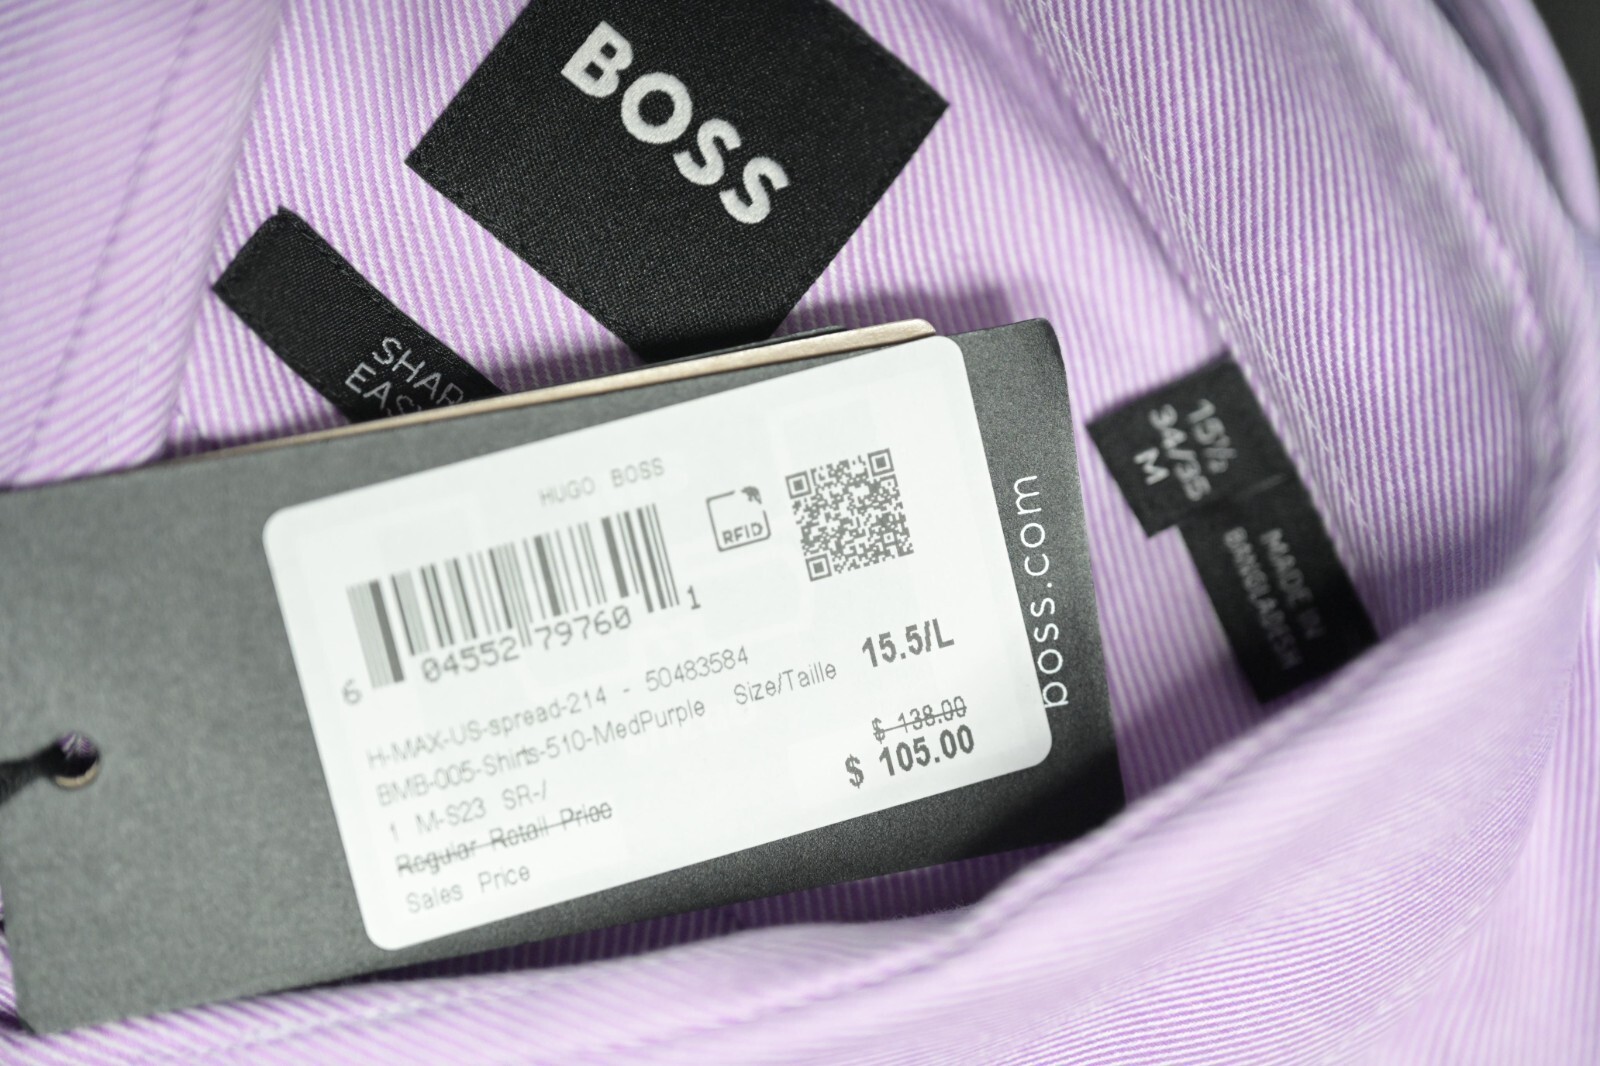 BOSS
SHAR
EAS
HUGO BOSS
RFID
6 04552 79760 1
H-MAX-US-spread-214 - 50483584
BMB-005-Shirts-510-MedPurple Size/Taille 15.5/L
1 M-S23 SR-/
Regular Retail Price $ 138.00
Sales Price $ 105.00
boss.com
15½
34/35
M
MADE IN
BANGLADESH